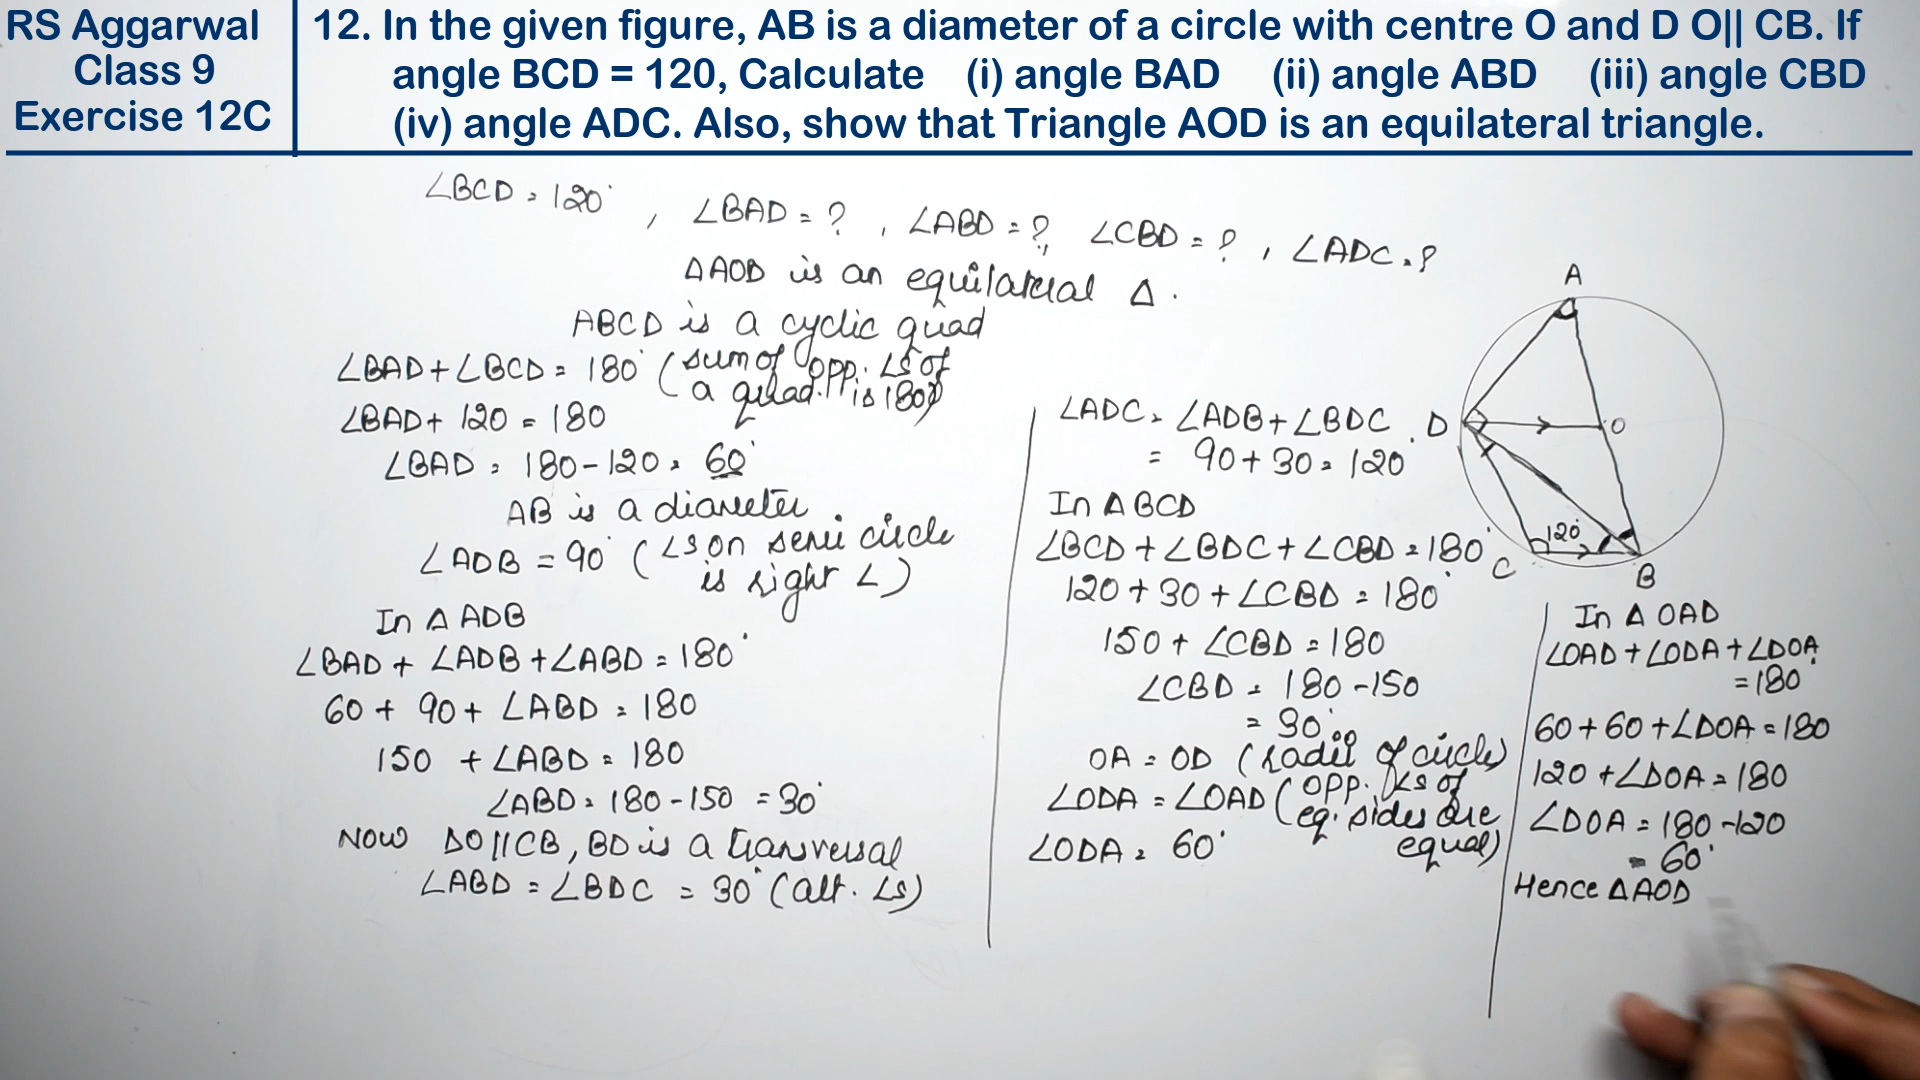 RS Aggarwal
Class 9
Exercise 12C
12. In the given figure, AB is a diameter of a circle with centre O and D O|| CB. If
angle BCD = 120, Calculate (i) angle BAD (ii) angle ABD (iii) angle CBD
(iv) angle ADC. Also, show that Triangle AOD is an equilateral triangle.
∠BCD = 120° , ∠BAD = ? , ∠ABD = ? ∠CBD = ? , ∠ADC = ?
△AOD is an equilateral △.
ABCD is a cyclic quad
∠BAD + ∠BCD = 180° (sum of opp. ∠s of
a quad. is 180°)
∠BAD + 120 = 180
∠BAD = 180 - 120 = 60°
AB is a diameter
∠ADB = 90° (∠s on semi circle
is right ∠)
In △ ADB
∠BAD + ∠ADB + ∠ABD = 180°
60 + 90 + ∠ABD = 180
150 + ∠ABD = 180
∠ABD = 180 - 150 = 30°
Now DO || CB, BD is a transversal
∠ABD = ∠BDC = 30° (alt. ∠s)
∠ADC = ∠ADB + ∠BDC
= 90 + 30 = 120°
In △ BCD
∠BCD + ∠BDC + ∠CBD = 180°
120 + 30 + ∠CBD = 180°
150 + ∠CBD = 180
∠CBD = 180 - 150
= 30°
OA = OD (radii of circle)
∠ODA = ∠OAD (opp. ∠s of
eq. sides are
equal)
∠ODA = 60°
A
D
O
120°
C
B
In △ OAD
∠OAD + ∠ODA + ∠DOA
= 180°
60 + 60 + ∠DOA = 180
120 + ∠DOA = 180
∠DOA = 180 - 120
= 60°
Hence △AOD